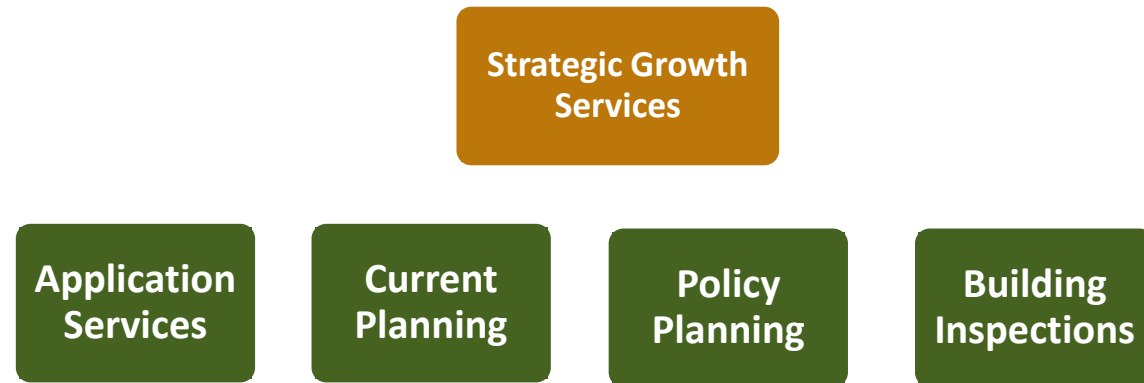 Strategic Growth
Services
Application
Services
Current
Planning
Policy
Planning
Building
Inspections